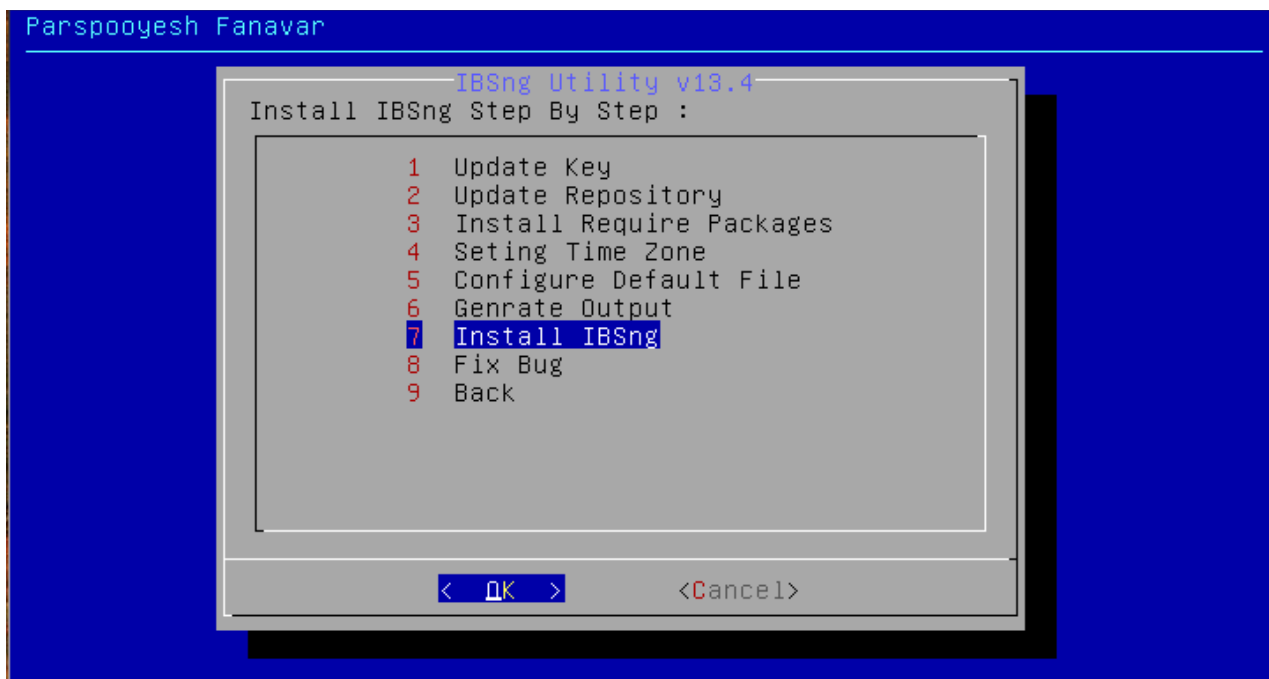 Parspooyesh Fanavar
IBSng Utility v13.4
Install IBSng Step By Step :
1 Update Key
2 Update Repository
3 Install Require Packages
4 Seting Time Zone
5 Configure Default File
6 Genrate Output
7 Install IBSng
8 Fix Bug
9 Back
< OK > <Cancel>